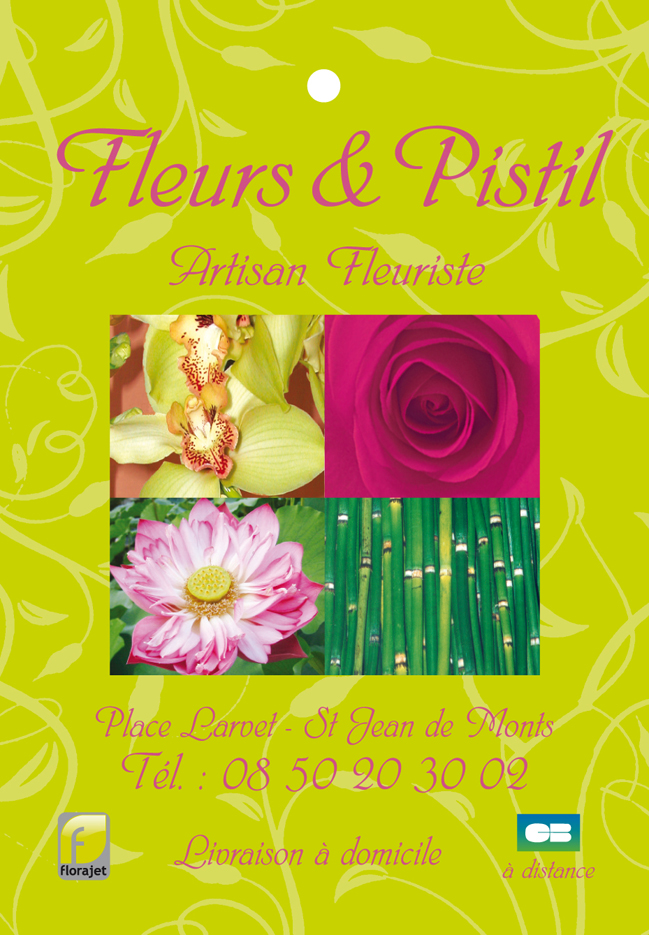 Fleurs & Pistil
Artisan Fleuriste
Place Larvet - St Jean de Monts
Tél. : 08 50 20 30 02
f
florajet
Livraison à domicile
CB
à distance